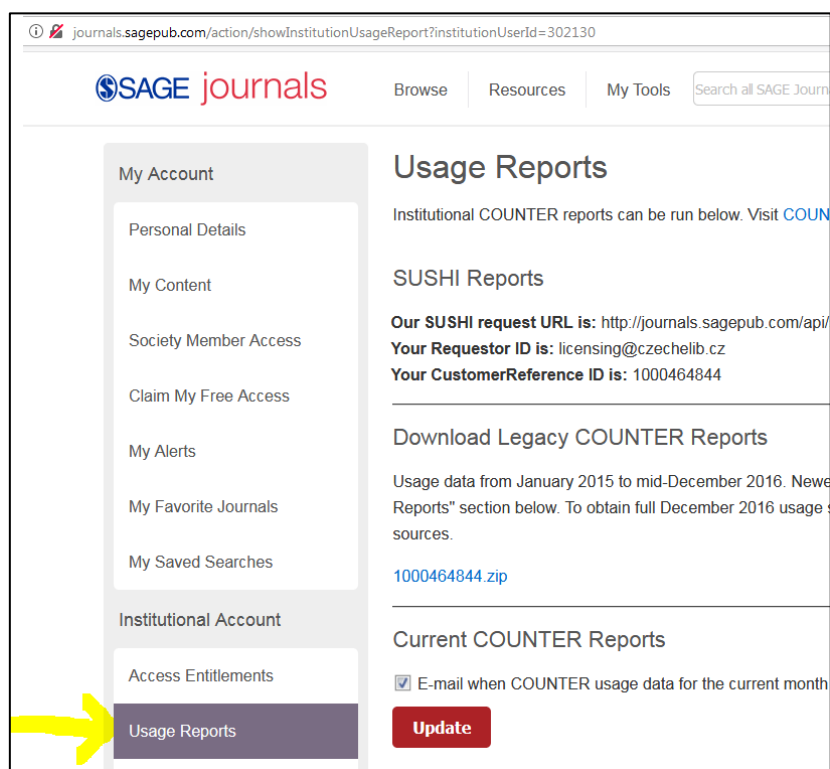 journals.sagepub.com/action/showInstitutionUsageReport?institutionUserId=302130
SAGE journals
Browse
Resources
My Tools
Search all SAGE Journ
My Account
Personal Details
My Content
Society Member Access
Claim My Free Access
My Alerts
My Favorite Journals
My Saved Searches
Institutional Account
Access Entitlements
Usage Reports
Usage Reports
Institutional COUNTER reports can be run below. Visit COUN
SUSHI Reports
Our SUSHI request URL is: http://journals.sagepub.com/api/
Your Requestor ID is: licensing@czechelib.cz
Your CustomerReference ID is: 1000464844
Download Legacy COUNTER Reports
Usage data from January 2015 to mid-December 2016. Newe
Reports" section below. To obtain full December 2016 usage s
sources.
1000464844.zip
Current COUNTER Reports
E-mail when COUNTER usage data for the current month
Update